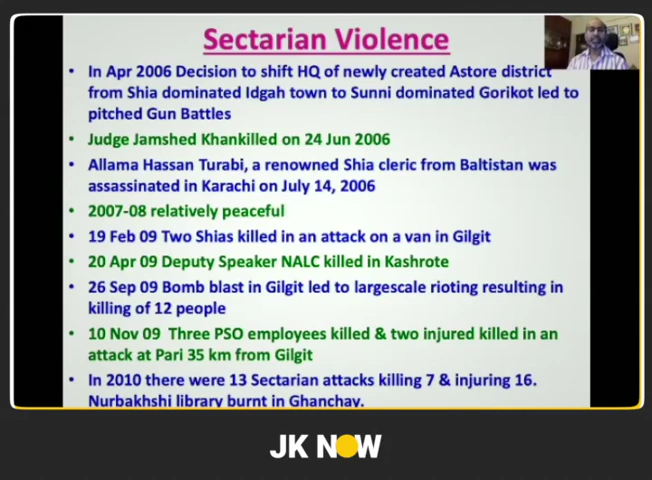 Sectarian Violence
• In Apr 2006 Decision to shift HQ of newly created Astore district
from Shia dominated Idgah town to Sunni dominated Gorikot led to
pitched Gun Battles
• Judge Jamshed Khankilled on 24 Jun 2006
• Allama Hassan Turabi, a renowned Shia cleric from Baltistan was
assassinated in Karachi on July 14, 2006
• 2007-08 relatively peaceful
• 19 Feb 09 Two Shias killed in an attack on a van in Gilgit
• 20 Apr 09 Deputy Speaker NALC killed in Kashrote
• 26 Sep 09 Bomb blast in Gilgit led to largescale rioting resulting in
killing of 12 people
• 10 Nov 09 Three PSO employees killed & two injured killed in an
attack at Pari 35 km from Gilgit
• In 2010 there were 13 Sectarian attacks killing 7 & injuring 16.
Nurbakhshi library burnt in Ghanchay.
JK NOW